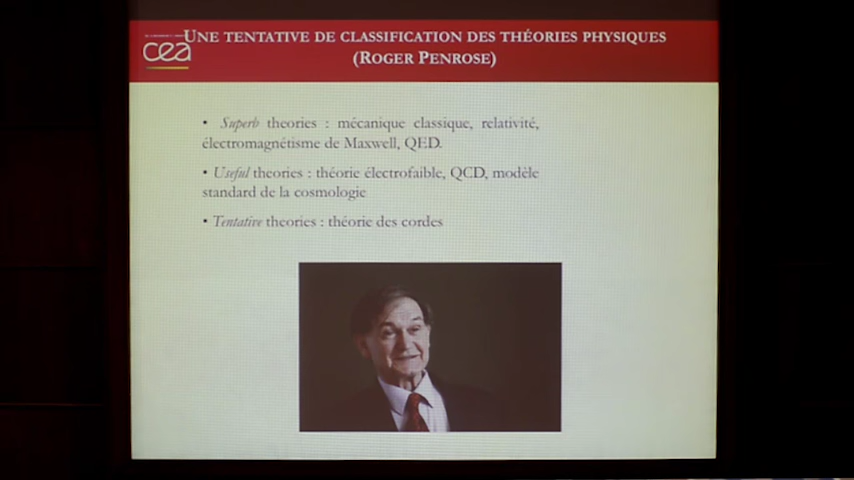 cea
UNE TENTATIVE DE CLASSIFICATION DES THÉORIES PHYSIQUES
(ROGER PENROSE)
• Superb theories : mécanique classique, relativité,
électromagnétisme de Maxwell, QED.
• Useful theories : théorie électrofaible, QCD, modèle
standard de la cosmologie
• Tentative theories : théorie des cordes